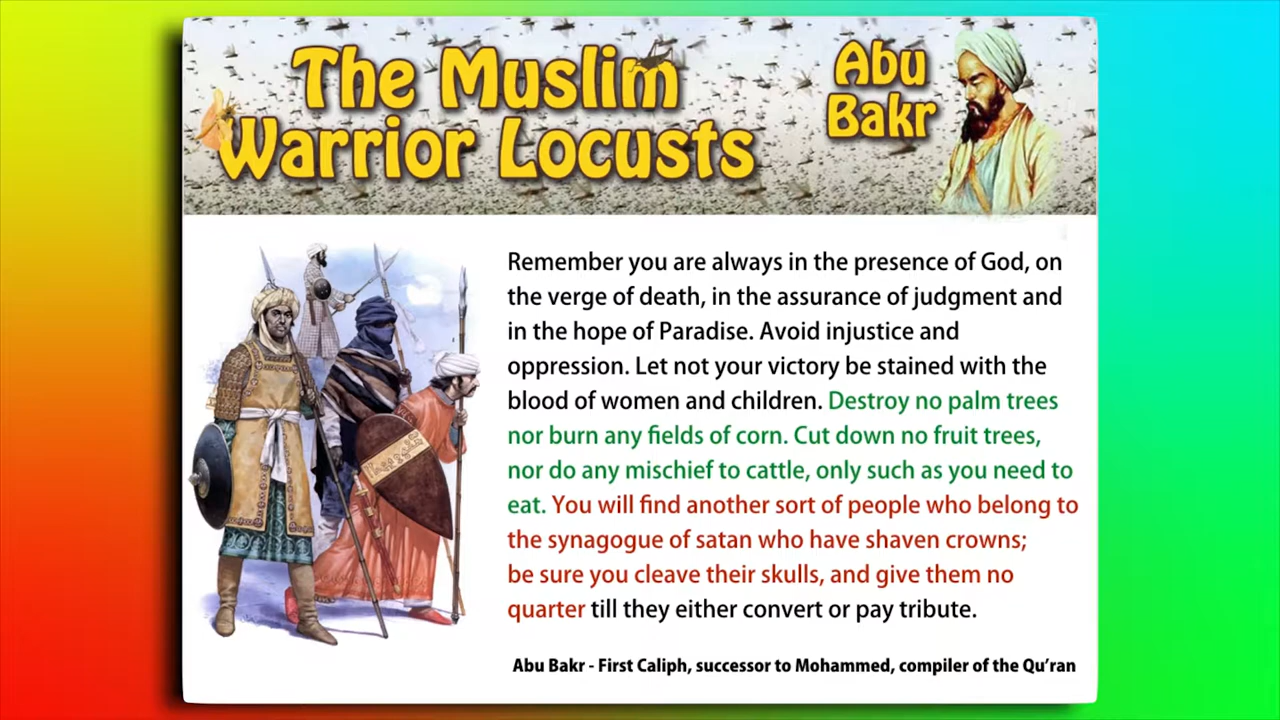 The Muslim
Warrior Locusts
Abu
Bakr
Remember you are always in the presence of God, on
the verge of death, in the assurance of judgment and
in the hope of Paradise. Avoid injustice and
oppression. Let not your victory be stained with the
blood of women and children. Destroy no palm trees
nor burn any fields of corn. Cut down no fruit trees,
nor do any mischief to cattle, only such as you need to
eat. You will find another sort of people who belong to
the synagogue of satan who have shaven crowns;
be sure you cleave their skulls, and give them no
quarter till they either convert or pay tribute.
Abu Bakr - First Caliph, successor to Mohammed, compiler of the Qu'ran